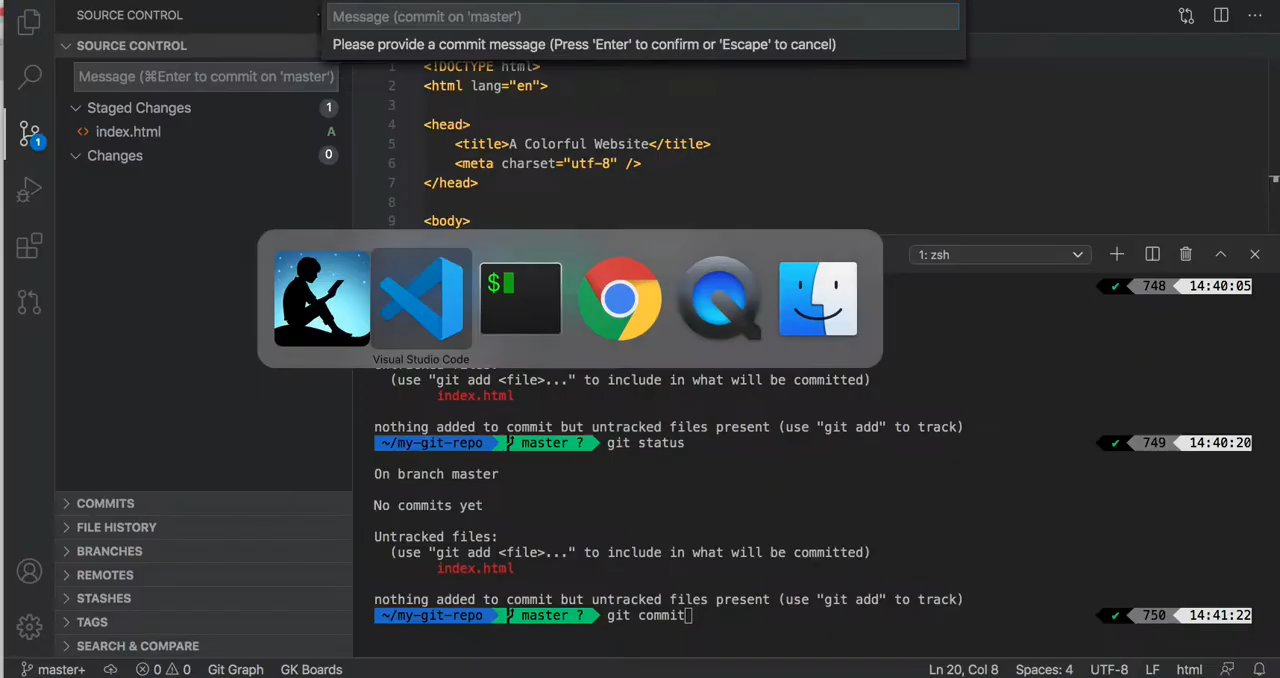 SOURCE CONTROL
Message (commit on 'master')
Please provide a commit message (Press 'Enter' to confirm or 'Escape' to cancel)
SOURCE CONTROL
Message (⌘Enter to commit on 'master')
Staged Changes 1
<> index.html A
Changes 0
1
COMMITS
FILE HISTORY
BRANCHES
REMOTES
STASHES
TAGS
SEARCH & COMPARE
1 <!DOCTYPE html>
2 <html lang="en">
3
4 <head>
5 <title>A Colorful Website</title>
6 <meta charset="utf-8" />
7 </head>
8
9 <body>
1: zsh
✔ 748 14:40:05
$
Visual Studio Code
(use "git add <file>..." to include in what will be committed)
index.html
nothing added to commit but untracked files present (use "git add" to track)
~/my-git-repo master ? git status ✔ 749 14:40:20
On branch master
No commits yet
Untracked files:
(use "git add <file>..." to include in what will be committed)
index.html
nothing added to commit but untracked files present (use "git add" to track)
~/my-git-repo master ? git commit ✔ 750 14:41:22
master+ 0 0 Git Graph GK Boards Ln 20, Col 8 Spaces: 4 UTF-8 LF html